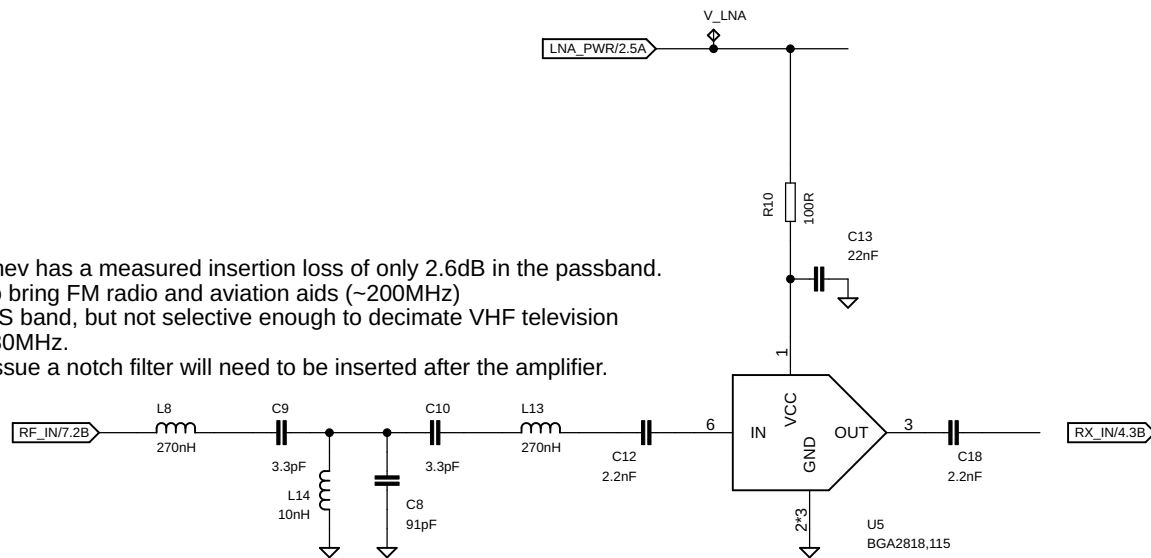 V_LNA
LNA_PWR/2.5A
R10
100R
C13
22nF
nev has a measured insertion loss of only 2.6dB in the passband.
bring FM radio and aviation aids (~200MHz)
S band, but not selective enough to decimate VHF television
30MHz.
ssue a notch filter will need to be inserted after the amplifier.
1
L8
C9
C10
L13
RF_IN/7.2B
270nH
3.3pF
3.3pF
270nH
C12
2.2nF
6
IN
VCC
GND
OUT
3
C18
2.2nF
RX_IN/4.3B
L14
10nH
C8
91pF
2*3
U5
BGA2818,115